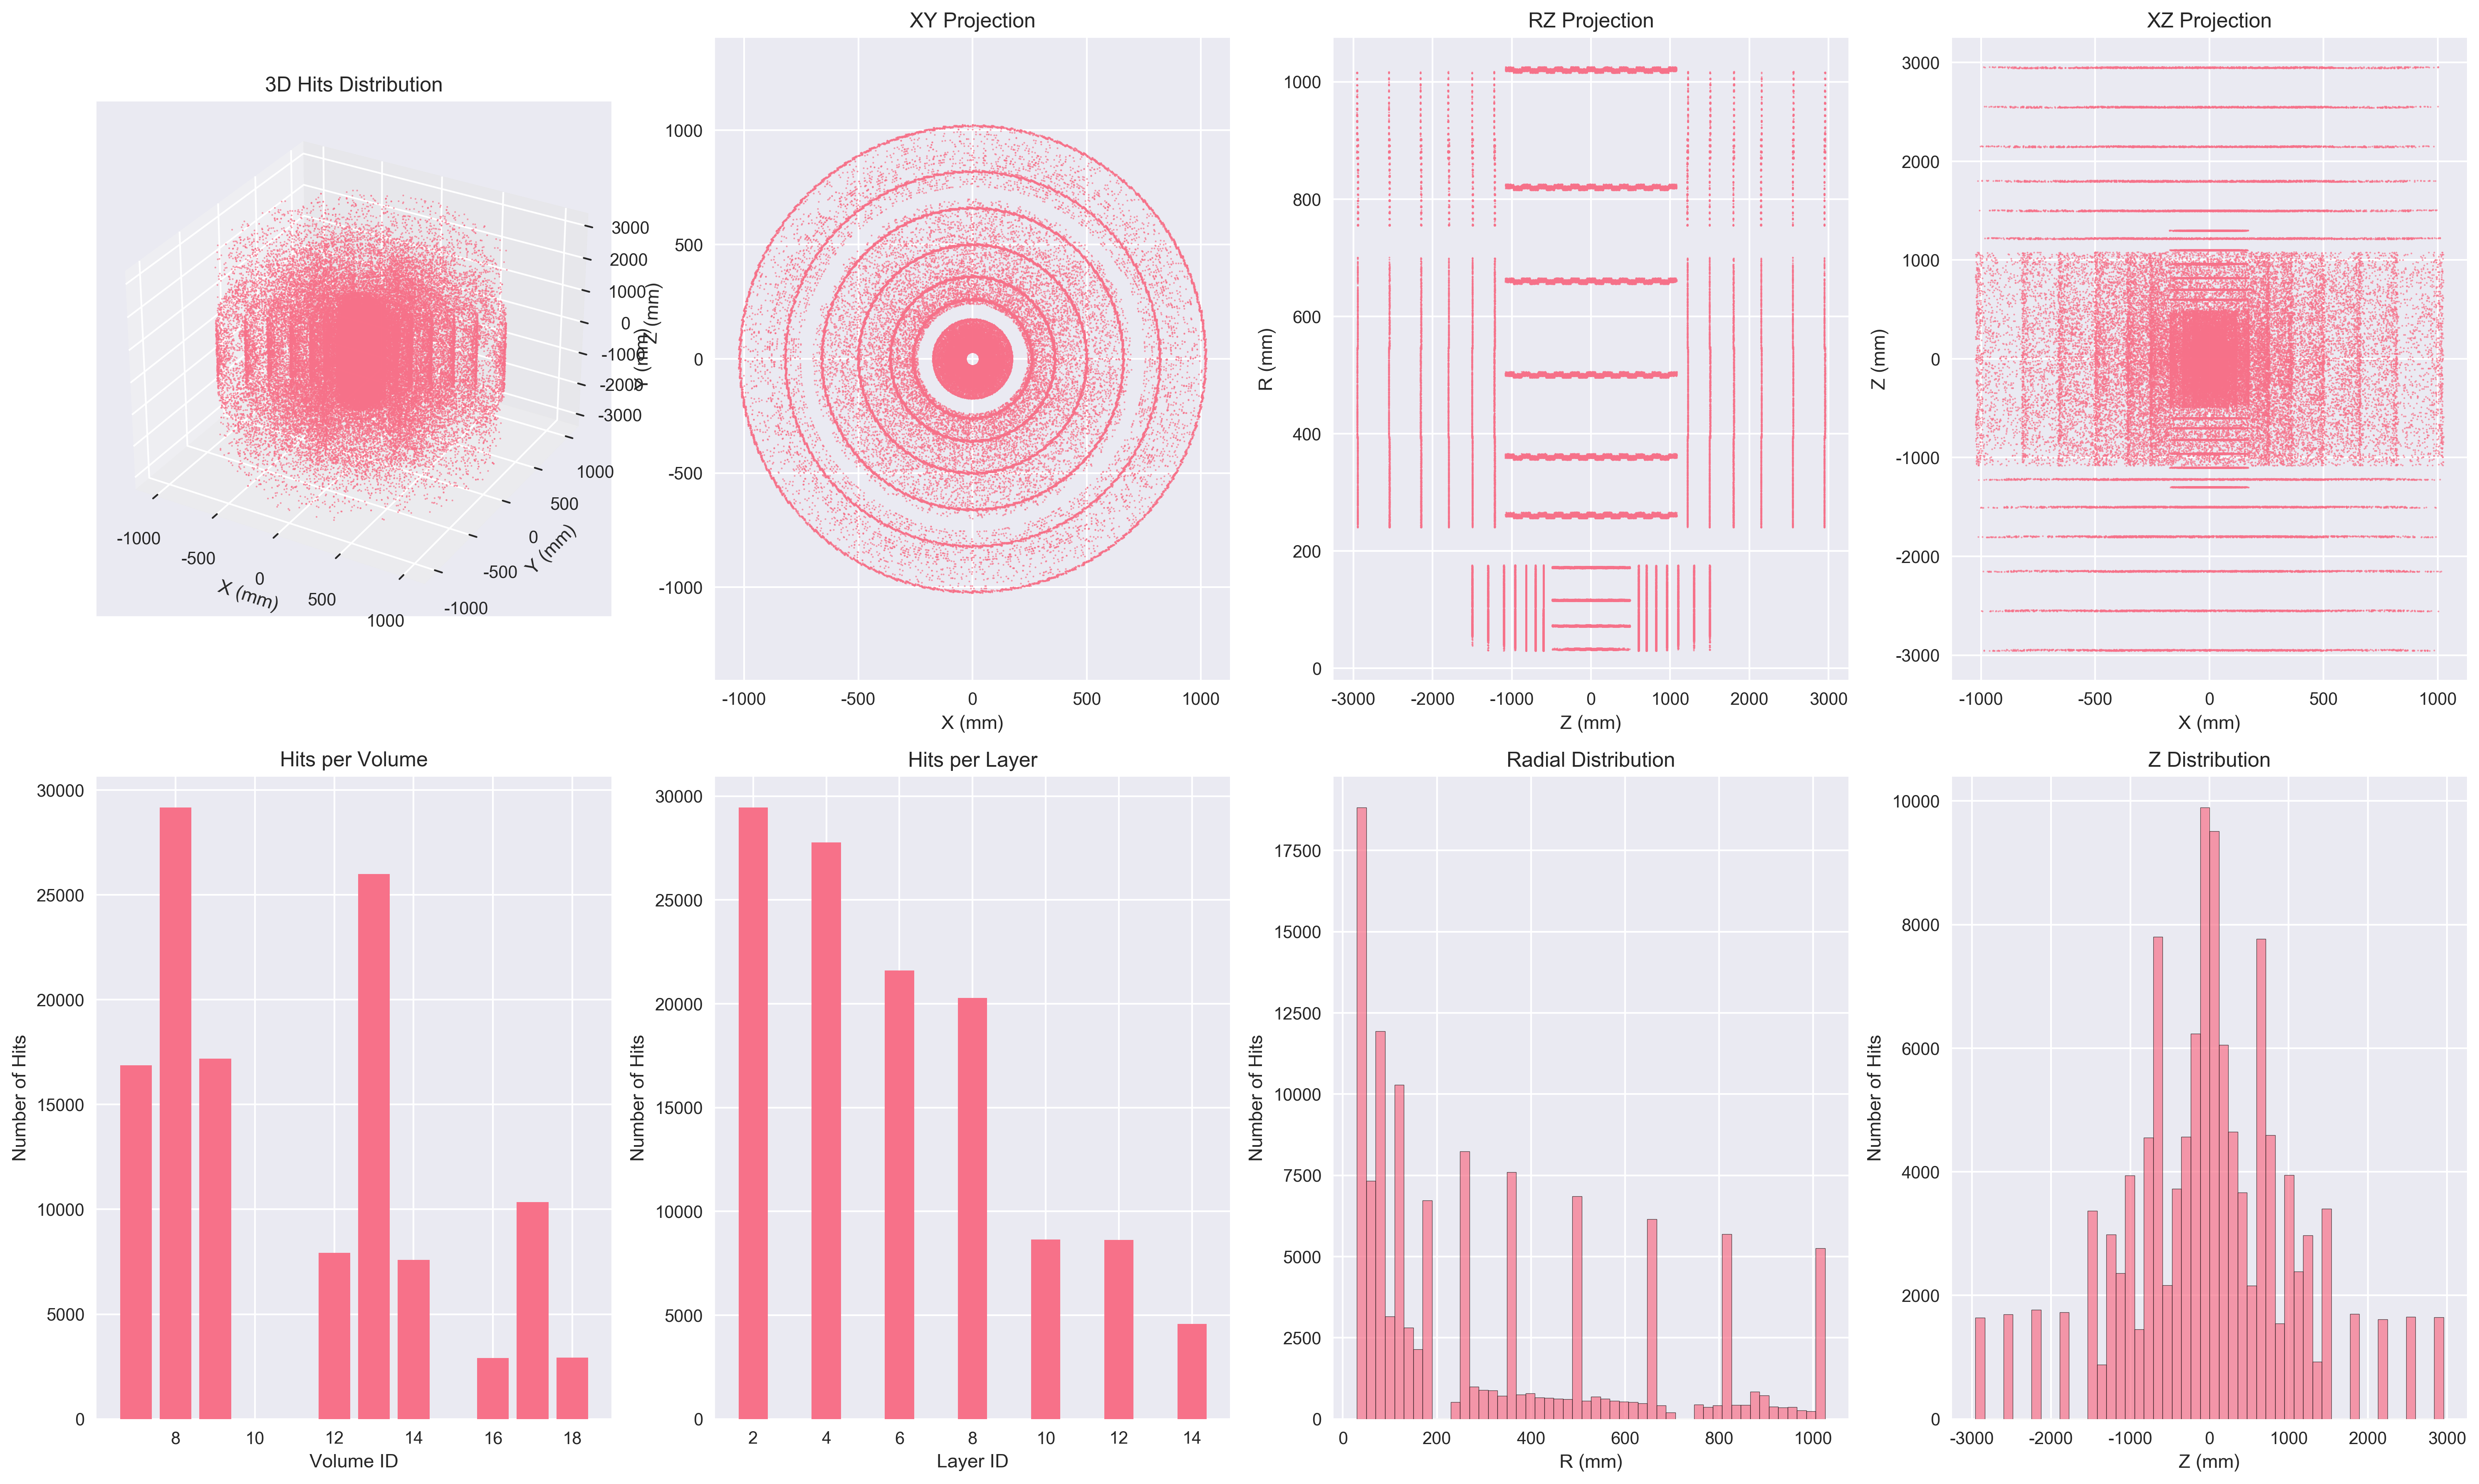 3D Hits Distribution
3000
2000
1000
0
-1000
-2000
-3000
Z (mm)
1000
500
0
-500
-1000
Y (mm)
-1000
-500
0
500
1000
X (mm)
XY Projection
1000
500
0
-500
-1000
Y (mm)
-1000 -500 0 500 1000
X (mm)
RZ Projection
1000
800
600
400
200
0
R (mm)
-3000 -2000 -1000 0 1000 2000 3000
Z (mm)
XZ Projection
3000
2000
1000
0
-1000
-2000
-3000
Z (mm)
-1000 -500 0 500 1000
X (mm)
Hits per Volume
30000
25000
20000
15000
10000
5000
0
Number of Hits
8 10 12 14 16 18
Volume ID
Hits per Layer
30000
25000
20000
15000
10000
5000
0
Number of Hits
2 4 6 8 10 12 14
Layer ID
Radial Distribution
17500
15000
12500
10000
7500
5000
2500
0
Number of Hits
0 200 400 600 800 1000
R (mm)
Z Distribution
10000
8000
6000
4000
2000
0
Number of Hits
-3000 -2000 -1000 0 1000 2000 3000
Z (mm)